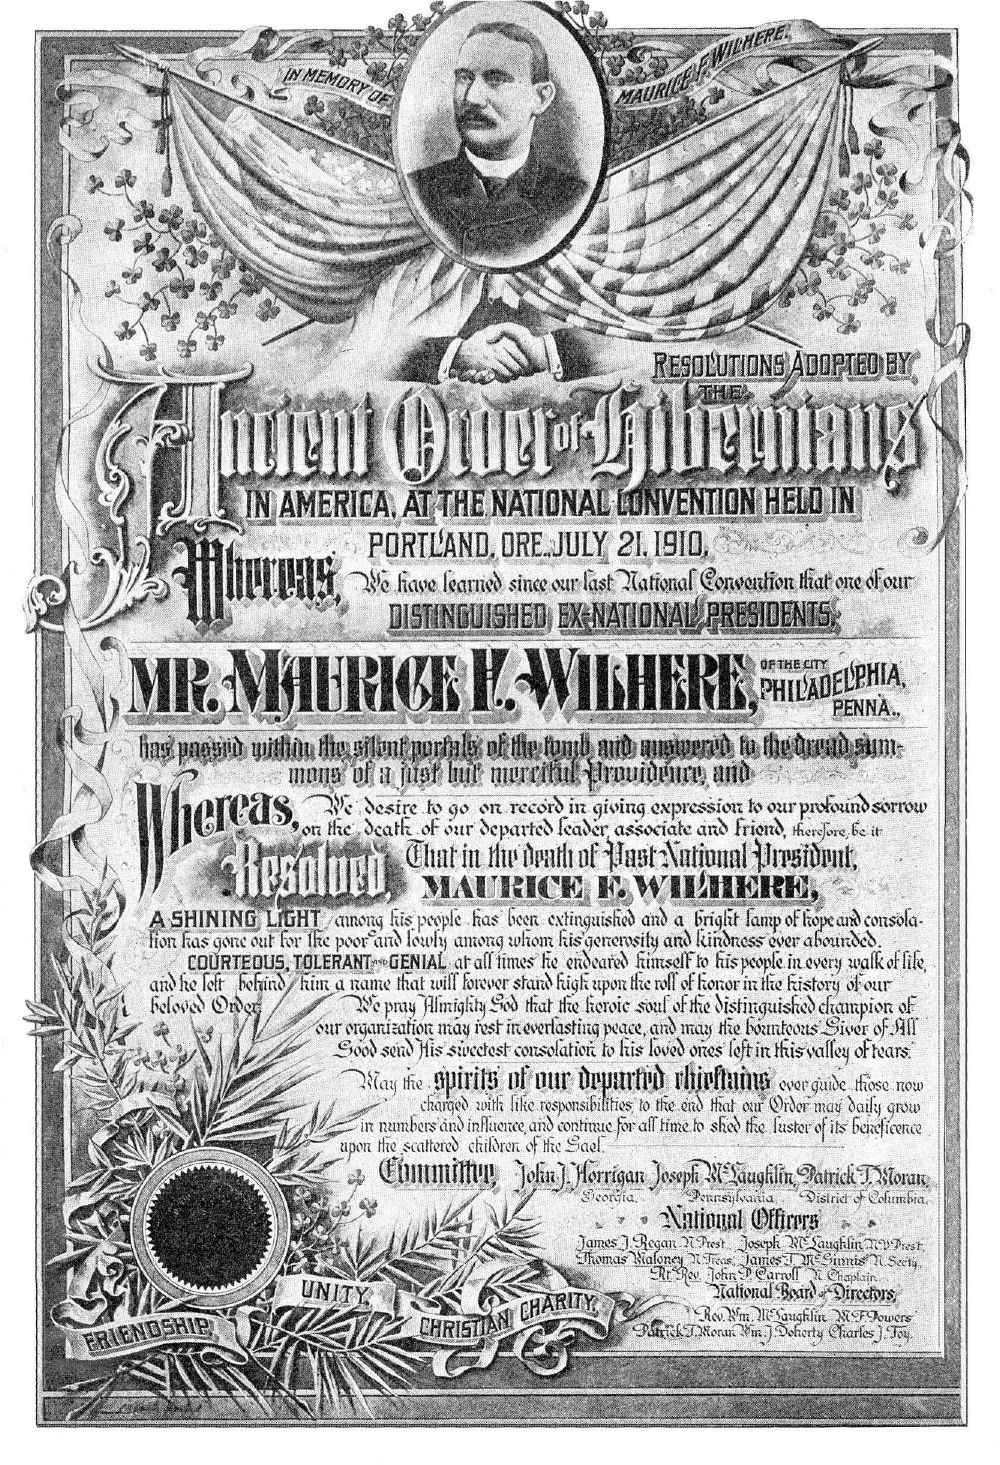 IN MEMORY OF
MAURICE F. WILHERE.
RESOLUTIONS ADOPTED BY
THE
Ancient Order of Hibernians
IN AMERICA, AT THE NATIONAL CONVENTION HELD IN
PORTLAND, ORE. JULY 21, 1910.
Whereas, We have learned since our last National Convention that one of our
DISTINGUISHED EX-NATIONAL PRESIDENTS,
MR. MAURICE F. WILHERE, OF THE CITY
PHILADELPHIA,
PENNA.,
has passed within the silent portals of the tomb and answered to the dread sum-
mons of a just but merciful Providence, and
Whereas, We desire to go on record in giving expression to our profound sorrow
on the death of our departed leader, associate and friend, therefore, be it
Resolved, That in the death of Past National President,
MAURICE F. WILHERE,
A SHINING LIGHT among his people has been extinguished and a bright lamp of hope and consola-
tion has gone out for the poor and lowly among whom his generosity and kindness ever abounded.
COURTEOUS, TOLERANT AND GENIAL at all times he endeared himself to his people in every walk of life,
and he left behind him a name that will forever stand high upon the roll of honor in the history of our
beloved Order. We pray Almighty God that the heroic soul of the distinguished champion of
our organization may rest in everlasting peace, and may the bounteous Giver of All
Good send His sweetest consolation to his loved ones left in this valley of tears.
May the spirits of our departed chieftains ever guide those now
charged with like responsibilities, to the end that our Order may daily grow
in numbers and influence, and continue for all time to shed the luster of its beneficence
upon the scattered children of the Gael.
Committee, John J. Horrigan Joseph McLaughlin, Patrick T. Moran,
Georgia. Pennsylvania District of Columbia.
National Officers
James J. Regan N. Prest. Joseph McLaughlin N.V. Prest.
Thomas Maloney N. Treas. James T. McGinnis N. Secty.
Rt. Rev. John P. Carroll N. Chaplain
National Board of Directors,
Rev. Wm. McLaughlin M. F. Powers
Patrick T. Moran Wm. J. Doherty Charles J. Foy.
FRIENDSHIP
UNITY
CHRISTIAN CHARITY.